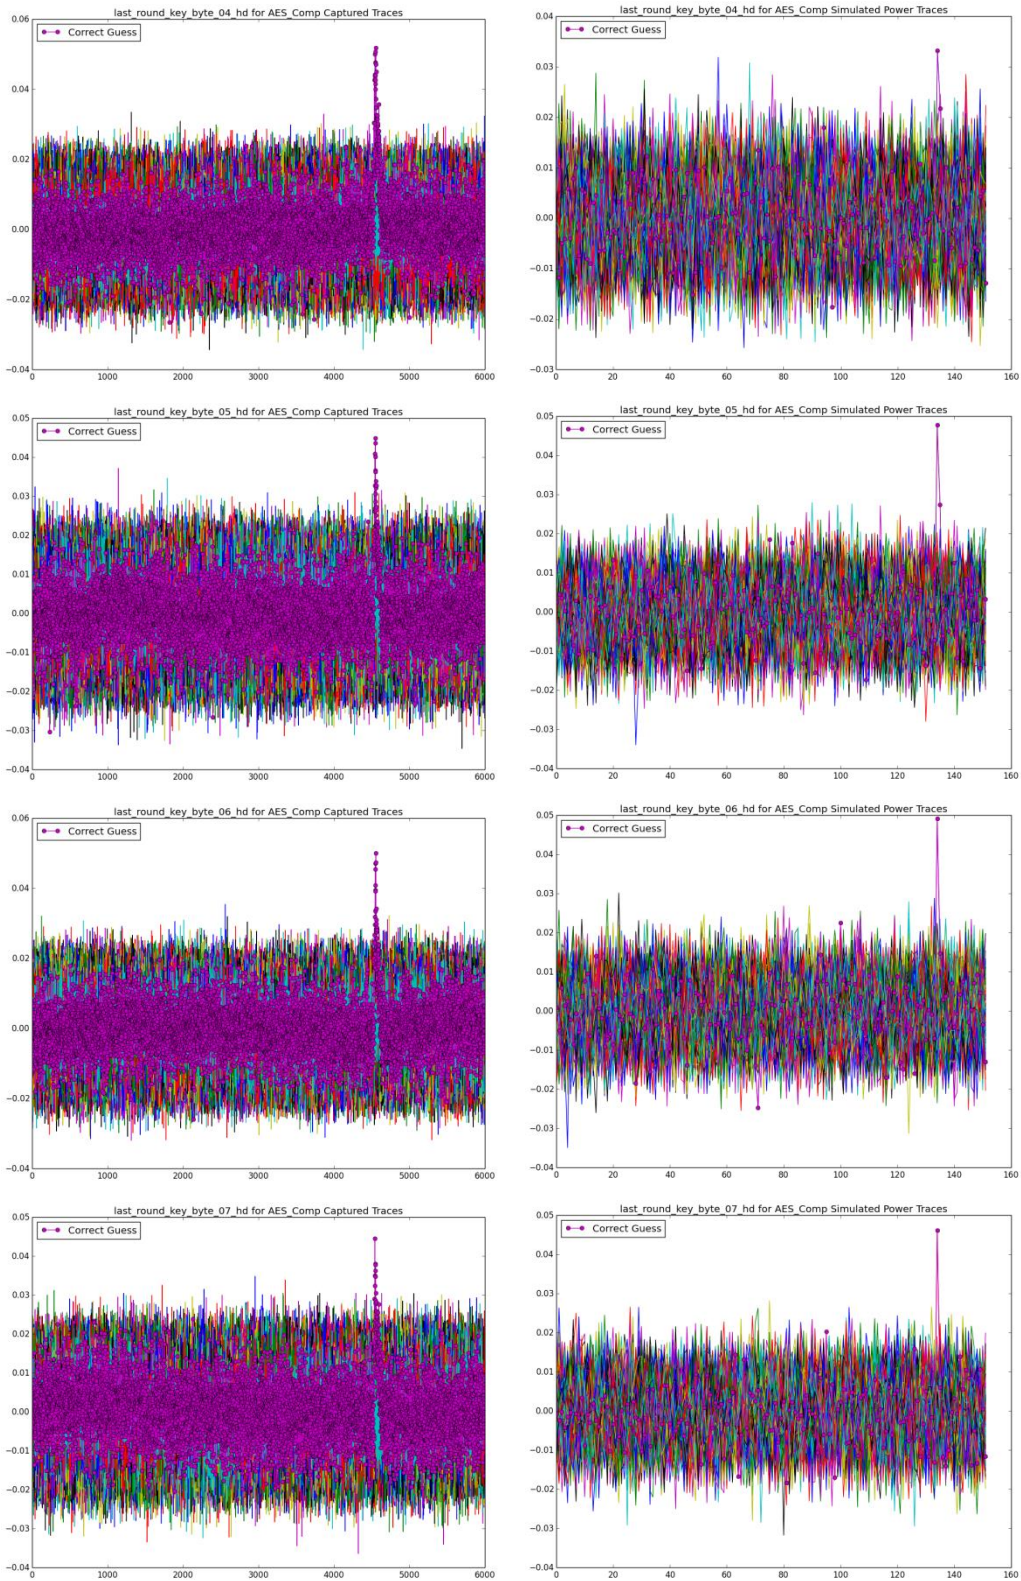 last_round_key_byte_04_hd for AES_Comp Captured Traces
0.06
Correct Guess
0.04
0.02
0.00
−0.02
−0.04
0 1000 2000 3000 4000 5000 6000
last_round_key_byte_04_hd for AES_Comp Simulated Power Traces
0.04
Correct Guess
0.03
0.02
0.01
0.00
−0.01
−0.02
−0.03
0 20 40 60 80 100 120 140 160
last_round_key_byte_05_hd for AES_Comp Captured Traces
0.05
Correct Guess
0.04
0.03
0.02
0.01
0.00
−0.01
−0.02
−0.03
−0.04
0 1000 2000 3000 4000 5000 6000
last_round_key_byte_05_hd for AES_Comp Simulated Power Traces
0.05
Correct Guess
0.04
0.03
0.02
0.01
0.00
−0.01
−0.02
−0.03
−0.04
0 20 40 60 80 100 120 140 160
last_round_key_byte_06_hd for AES_Comp Captured Traces
0.06
Correct Guess
0.04
0.02
0.00
−0.02
−0.04
0 1000 2000 3000 4000 5000 6000
last_round_key_byte_06_hd for AES_Comp Simulated Power Traces
0.05
Correct Guess
0.04
0.03
0.02
0.01
0.00
−0.01
−0.02
−0.03
−0.04
0 20 40 60 80 100 120 140 160
last_round_key_byte_07_hd for AES_Comp Captured Traces
0.05
Correct Guess
0.04
0.03
0.02
0.01
0.00
−0.01
−0.02
−0.03
−0.04
0 1000 2000 3000 4000 5000 6000
last_round_key_byte_07_hd for AES_Comp Simulated Power Traces
0.05
Correct Guess
0.04
0.03
0.02
0.01
0.00
−0.01
−0.02
−0.03
−0.04
0 20 40 60 80 100 120 140 160